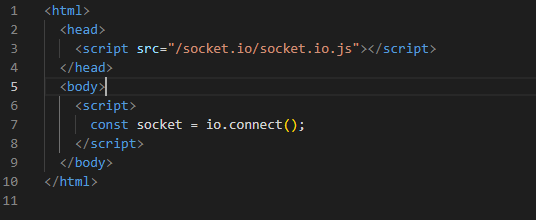 1 <html>
2 <head>
3 <script src="/socket.io/socket.io.js"></script>
4 </head>
5 <body>
6 <script>
7 const socket = io.connect();
8 </script>
9 </body>
10 </html>
11